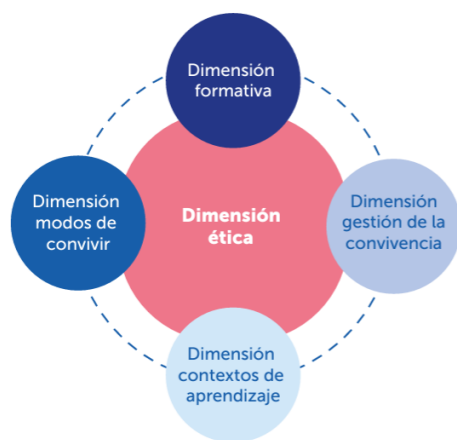 Dimensión
formativa
Dimensión
modos de
convivir
Dimensión
ética
Dimensión
gestión de la
convivencia
Dimensión
contextos de
aprendizaje